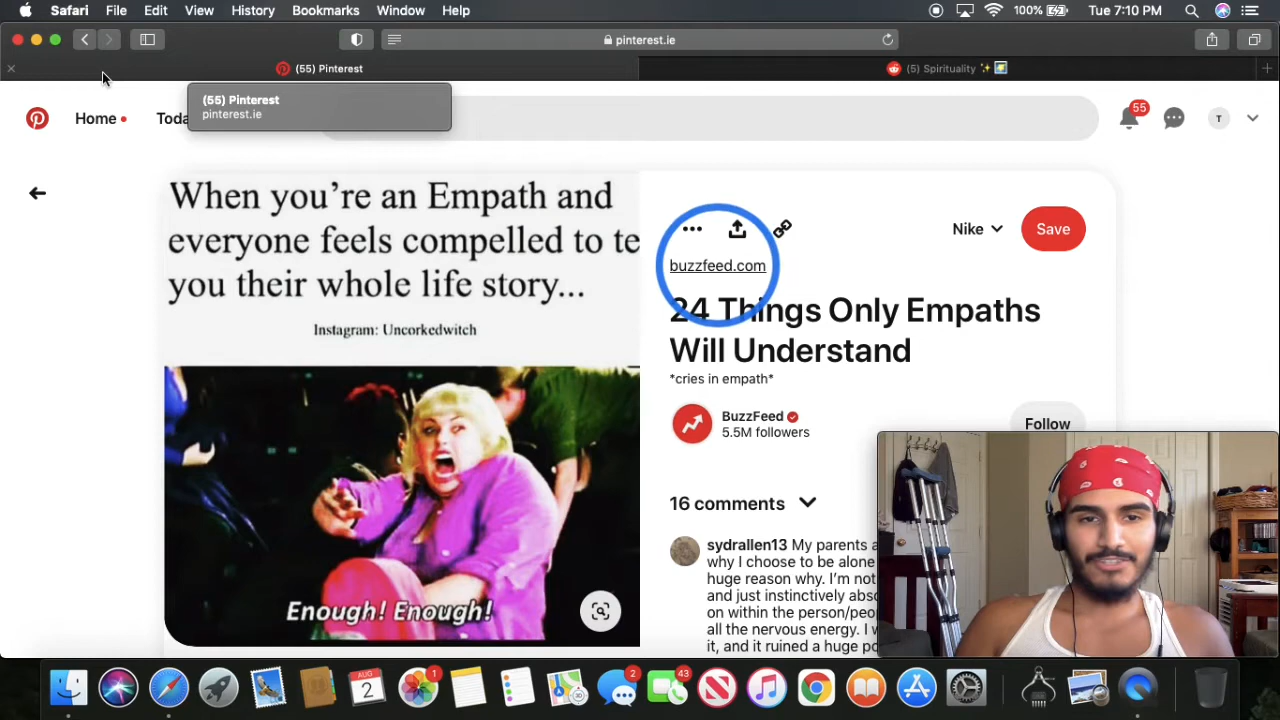 Safari File Edit View History Bookmarks Window Help 100% Tue 7:10 PM
pinterest.ie
(55) Pinterest
(5) Spirituality
(55) Pinterest
pinterest.ie
Home
55
T
When you're an Empath and
everyone feels compelled to te
you their whole life story...
Instagram: Uncorkedwitch
Enough! Enough!
Nike Save
buzzfeed.com
24 Things Only Empaths
Will Understand
*cries in empath*
BuzzFeed
5.5M followers
Follow
16 comments
sydrallen13 My parents a
why I choose to be alone
huge reason why. I'm not
and just instinctively abso
on within the person/peo
all the nervous energy. I w
it, and it ruined a huge po
AUG
2
1
2
43